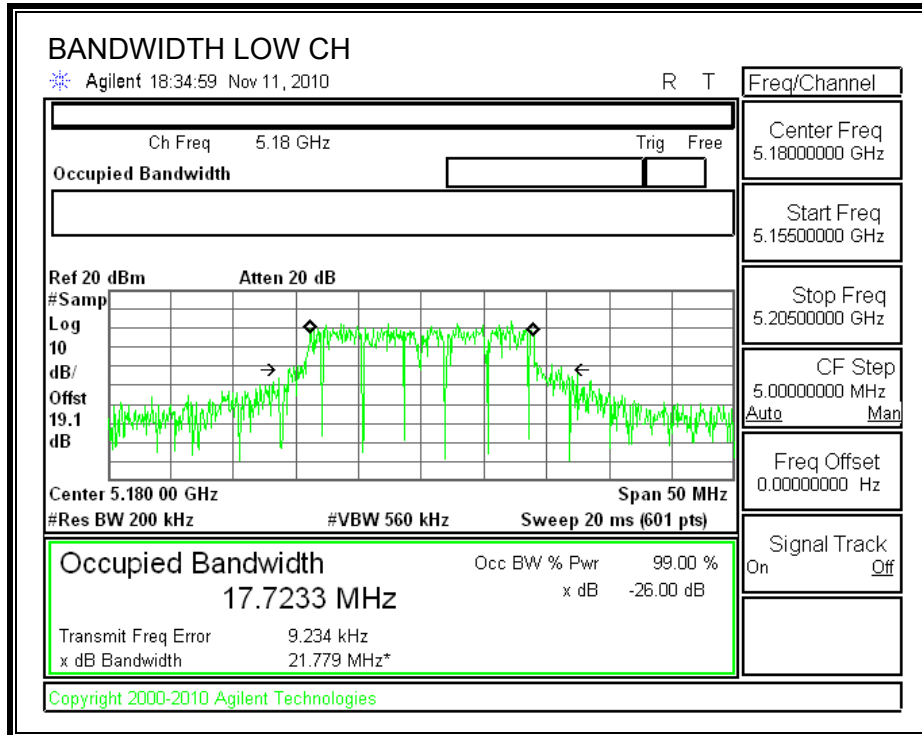 BANDWIDTH LOW CH
Agilent 18:34:59 Nov 11, 2010 R T
Freq/Channel
Ch Freq 5.18 GHz Trig Free
Occupied Bandwidth
Center Freq
5.18000000 GHz
Start Freq
5.15500000 GHz
Stop Freq
5.20500000 GHz
CF Step
5.00000000 MHz
Auto Man
Freq Offset
0.00000000 Hz
Signal Track
On Off
Ref 20 dBm Atten 20 dB
#Samp
Log
10
dB/
Offst
19.1
dB
Center 5.180 00 GHz Span 50 MHz
#Res BW 200 kHz #VBW 560 kHz Sweep 20 ms (601 pts)
Occupied Bandwidth Occ BW % Pwr 99.00 %
17.7233 MHz x dB -26.00 dB
Transmit Freq Error 9.234 kHz
x dB Bandwidth 21.779 MHz*
Copyright 2000-2010 Agilent Technologies